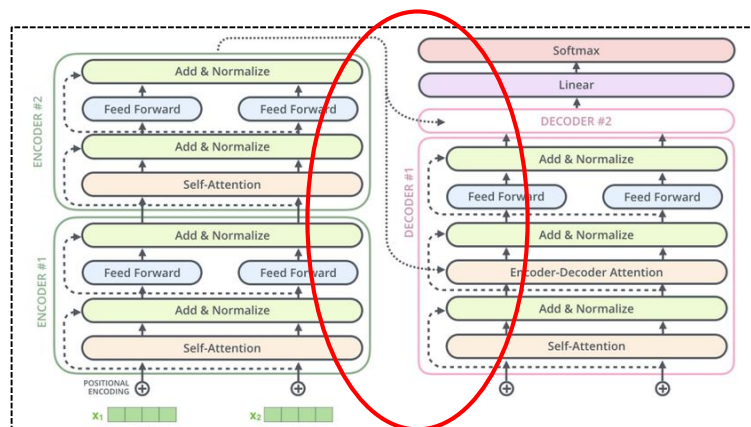 ENCODER #2
Add & Normalize
Feed Forward
Feed Forward
Add & Normalize
Self-Attention
ENCODER #1
Add & Normalize
Feed Forward
Feed Forward
Add & Normalize
Self-Attention
POSITIONAL
ENCODING
x₁
x₂
Softmax
Linear
DECODER #2
DECODER #1
Add & Normalize
Feed Forward
Feed Forward
Add & Normalize
Encoder-Decoder Attention
Add & Normalize
Self-Attention